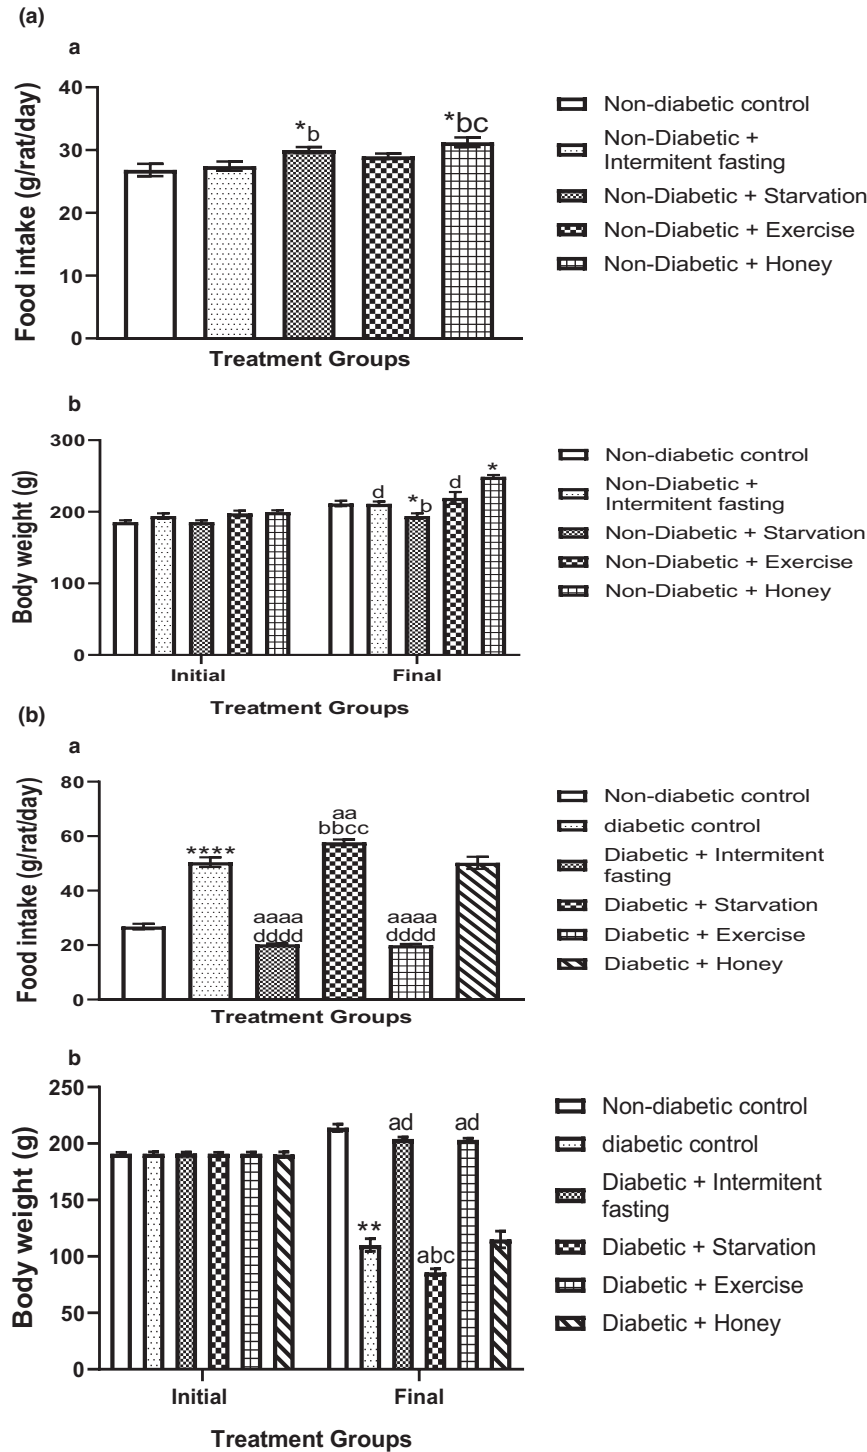 (a)
a
Food intake (g/rat/day)
40
30
20
10
0
*b
*bc
Treatment Groups
Non-diabetic control
Non-Diabetic +
Intermitent fasting
Non-Diabetic + Starvation
Non-Diabetic + Exercise
Non-Diabetic + Honey
b
Body weight (g)
300
200
100
0
d
*b
d
*
Initial
Final
Treatment Groups
Non-diabetic control
Non-Diabetic +
Intermitent fasting
Non-Diabetic + Starvation
Non-Diabetic + Exercise
Non-Diabetic + Honey
(b)
a
Food intake (g/rat/day)
80
60
40
20
0
****
aaaa
dddd
aa
bbcc
aaaa
dddd
Treatment Groups
Non-diabetic control
diabetic control
Diabetic + Intermitent
fasting
Diabetic + Starvation
Diabetic + Exercise
Diabetic + Honey
b
Body weight (g)
250
200
150
100
50
0
**
ad
abc
ad
Initial
Final
Treatment Groups
Non-diabetic control
diabetic control
Diabetic + Intermitent
fasting
Diabetic + Starvation
Diabetic + Exercise
Diabetic + Honey